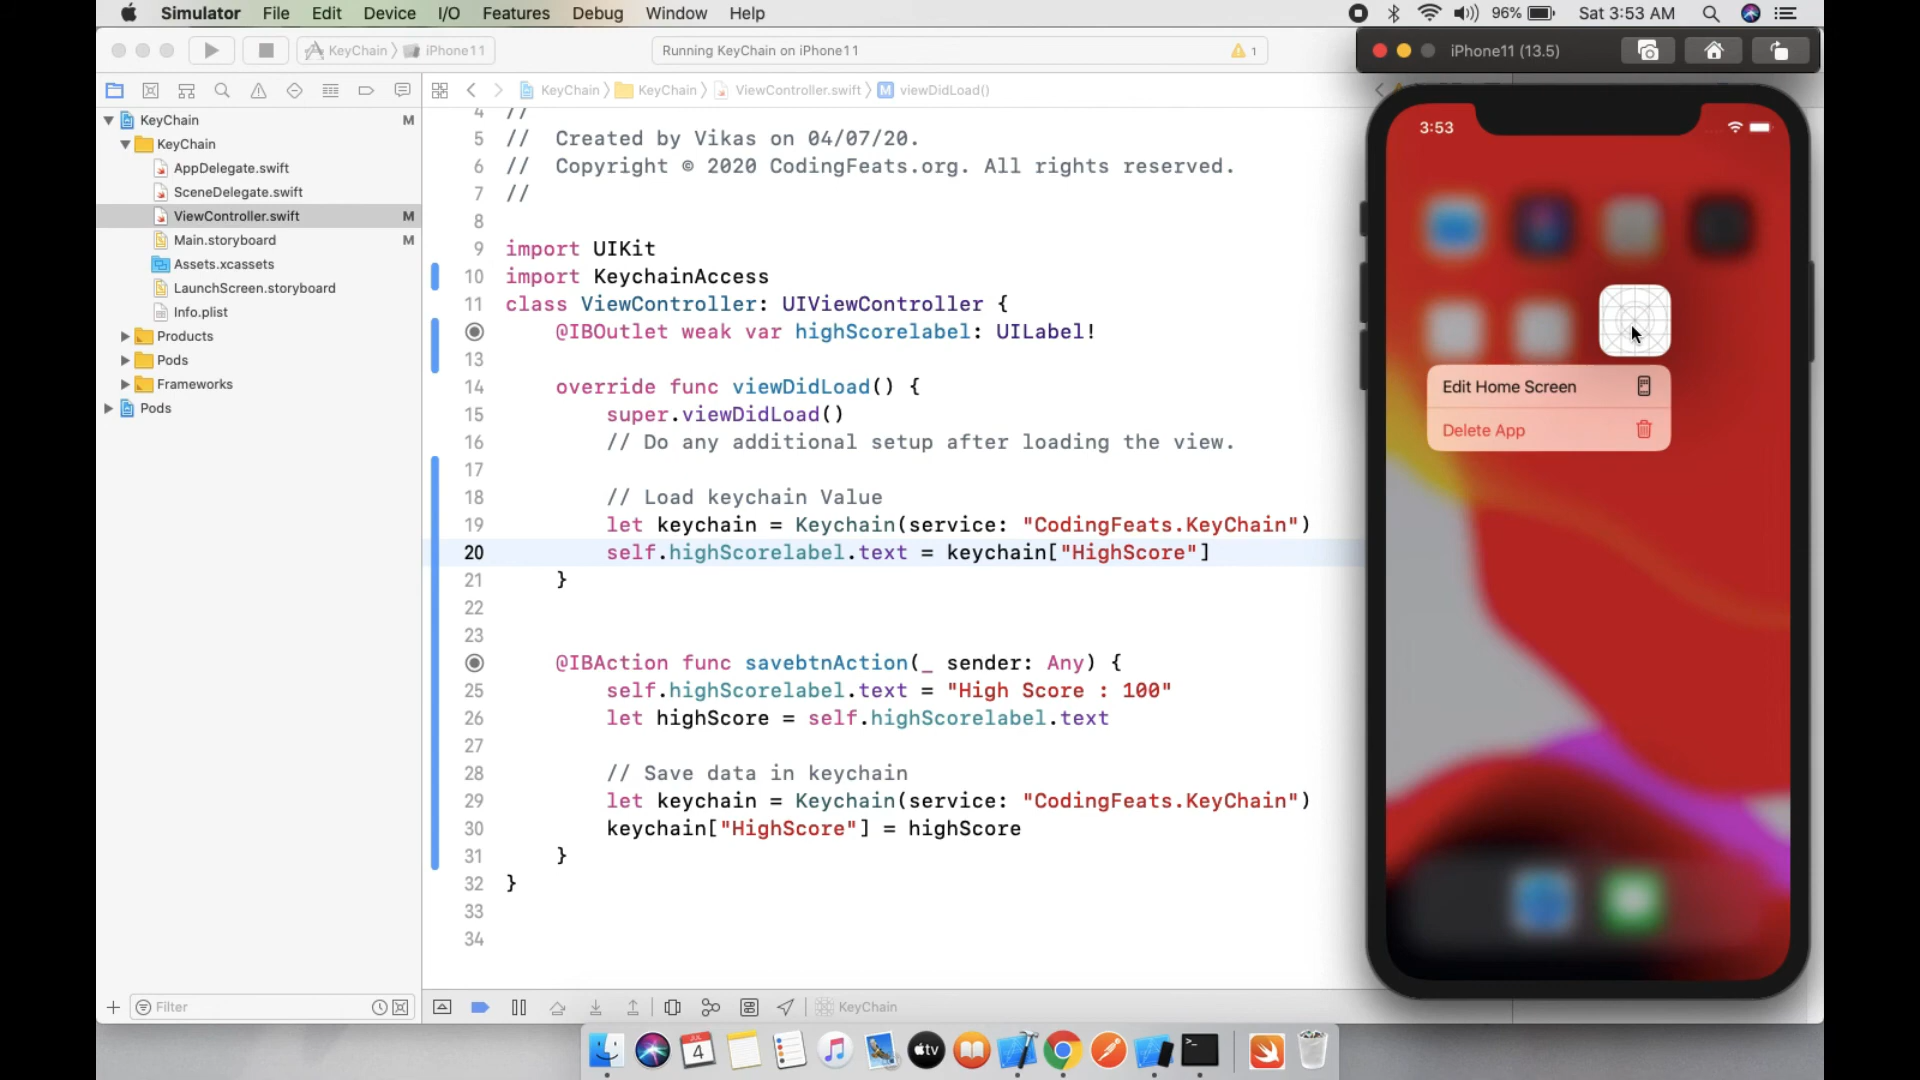 Simulator File Edit Device I/O Features Debug Window Help 96% Sat 3:53 AM
KeyChain iPhone11
Running KeyChain on iPhone11
1
iPhone11 (13.5)
KeyChain KeyChain ViewController.swift M viewDidLoad()
KeyChain M
KeyChain
AppDelegate.swift
SceneDelegate.swift
ViewController.swift M
Main.storyboard M
Assets.xcassets
LaunchScreen.storyboard
Info.plist
Products
Pods
Frameworks
Pods
Filter
4 //
5 // Created by Vikas on 04/07/20.
6 // Copyright © 2020 CodingFeats.org. All rights reserved.
7 //
8
9 import UIKit
10 import KeychainAccess
11 class ViewController: UIViewController {
@IBOutlet weak var highScorelabel: UILabel!
13
14 override func viewDidLoad() {
15 super.viewDidLoad()
16 // Do any additional setup after loading the view.
17
18 // Load keychain Value
19 let keychain = Keychain(service: "CodingFeats.KeyChain")
20 self.highScorelabel.text = keychain["HighScore"]
21 }
22
23
@IBAction func savebtnAction(_ sender: Any) {
25 self.highScorelabel.text = "High Score : 100"
26 let highScore = self.highScorelabel.text
27
28 // Save data in keychain
29 let keychain = Keychain(service: "CodingFeats.KeyChain")
30 keychain["HighScore"] = highScore
31 }
32 }
33
34
KeyChain
3:53
Edit Home Screen
Delete App
JUL
4
tv